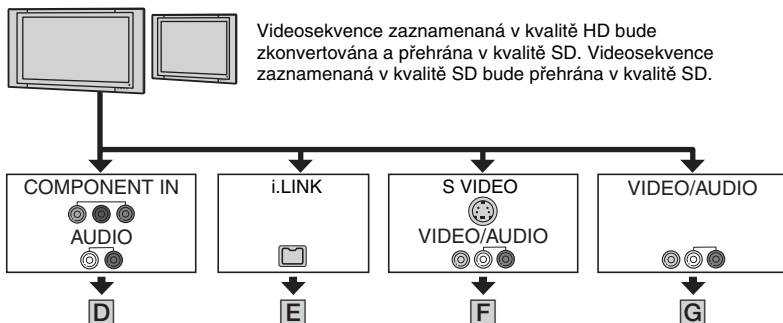 Videosekvence zaznamenaná v kvalitě HD bude
zkonvertována a přehrána v kvalitě SD. Videosekvence
zaznamenaná v kvalitě SD bude přehrána v kvalitě SD.
COMPONENT IN
AUDIO
i.LINK
S VIDEO
VIDEO/AUDIO
VIDEO/AUDIO
D
E
F
G